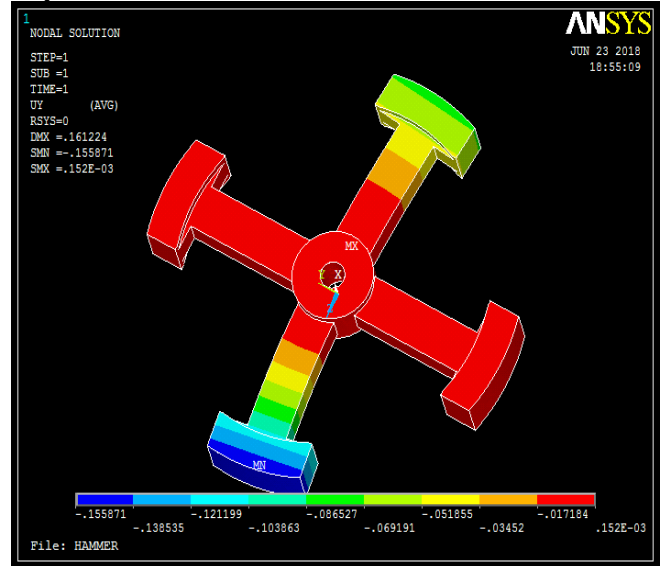 1
ANSYS
NODAL SOLUTION
JUN 23 2018
18:55:09
STEP=1
SUB =1
TIME=1
UY (AVG)
RSYS=0
DMX =.161224
SMN =-.155871
SMX =.152E-03
MX
X
MN
-.155871 -.121199 -.086527 -.051855 -.017184
-.138535 -.103863 -.069191 -.03452 .152E-03
File: HAMMER